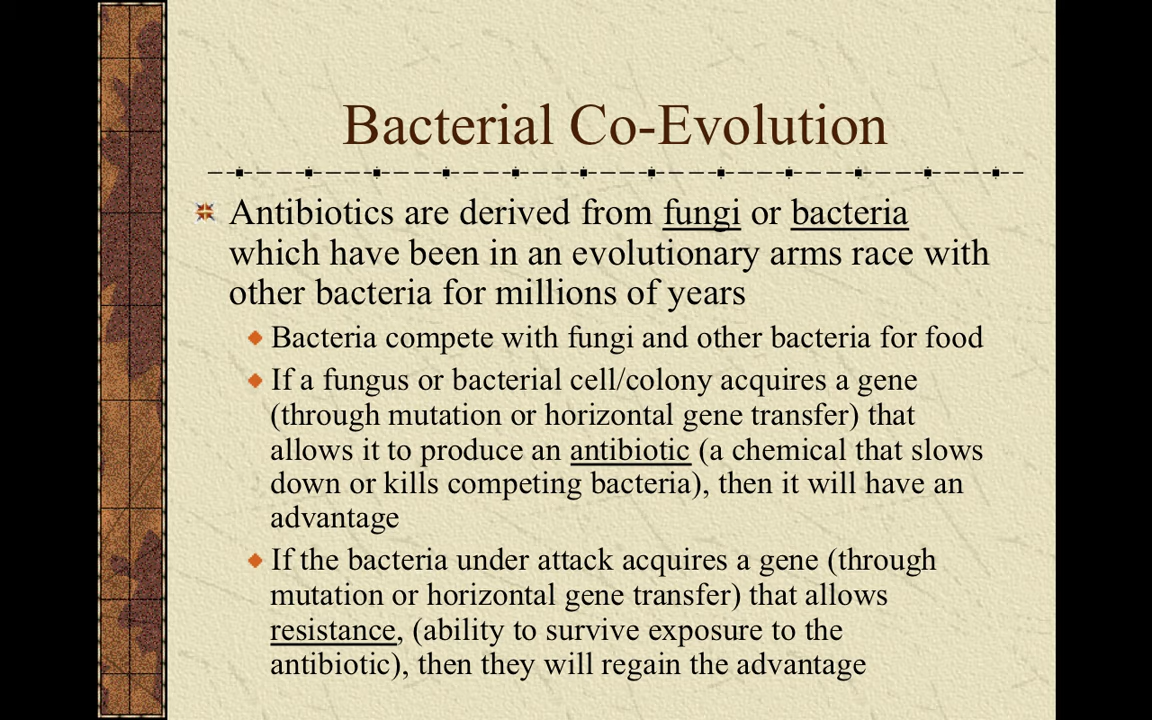 Bacterial Co-Evolution
Antibiotics are derived from fungi or bacteria
which have been in an evolutionary arms race with
other bacteria for millions of years
Bacteria compete with fungi and other bacteria for food
If a fungus or bacterial cell/colony acquires a gene
(through mutation or horizontal gene transfer) that
allows it to produce an antibiotic (a chemical that slows
down or kills competing bacteria), then it will have an
advantage
If the bacteria under attack acquires a gene (through
mutation or horizontal gene transfer) that allows
resistance, (ability to survive exposure to the
antibiotic), then they will regain the advantage